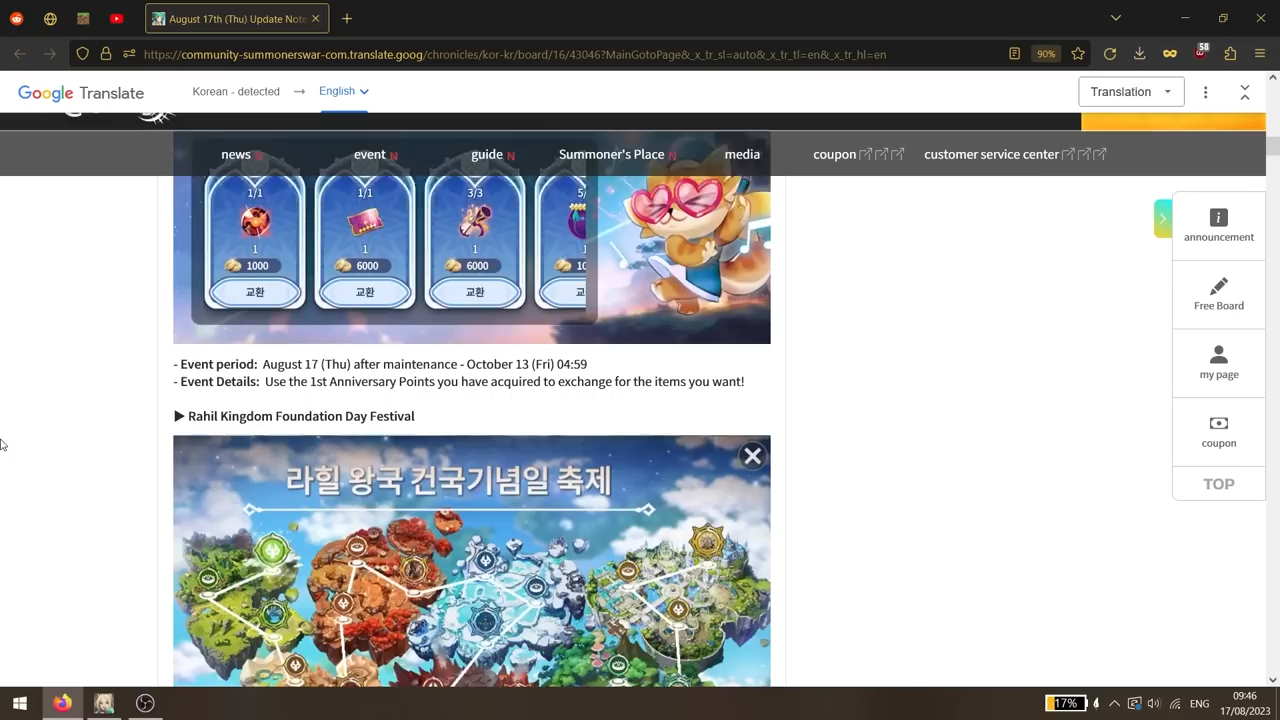 August 17th (Thu) Update Note
https://community-summonerswar-com.translate.goog/chronicles/kor-kr/board/16/43046?MainGotoPage&_x_tr_sl=auto&_x_tr_tl=en&_x_tr_hl=en
90%
58
Google Translate
Korean - detected
English
Translation
news
event N
guide N
Summoner's Place N
media
coupon
customer service center
1/1
1/1
3/3
5/
1
1
1
1000
6000
6000
10
교환
교환
교환
announcement
Free Board
my page
coupon
TOP
- Event period: August 17 (Thu) after maintenance - October 13 (Fri) 04:59
- Event Details: Use the 1st Anniversary Points you have acquired to exchange for the items you want!
▶ Rahil Kingdom Foundation Day Festival
라힐 왕국 건국기념일 축제
17%
ENG
09:46
17/08/2023